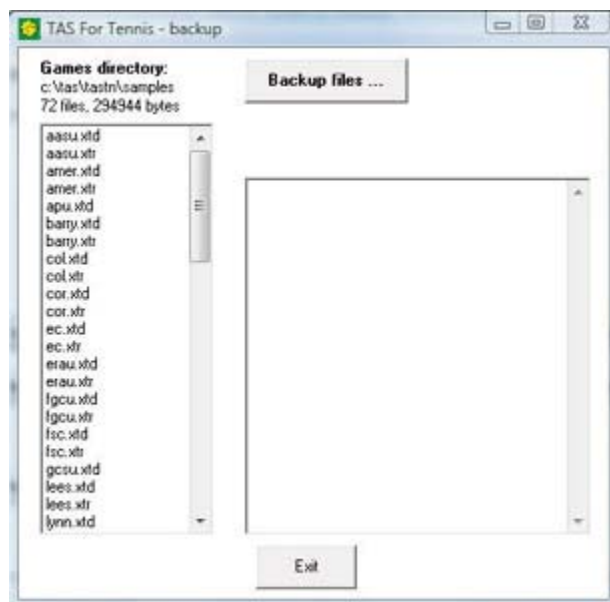 TAS For Tennis - backup
Games directory:
c:\tas\tastn\samples
72 files, 294944 bytes
Backup files ...
aasu.xtd
aasu.xtr
amer.xtd
amer.xtr
apu.xtd
barry.xtd
barry.xtr
col.xtd
col.xtr
cor.xtd
cor.xtr
ec.xtd
ec.xtr
erau.xtd
erau.xtr
fgcu.xtd
fgcu.xtr
fsc.xtd
fsc.xtr
gcsu.xtd
lees.xtd
lees.xtr
lynn.xtd
Exit